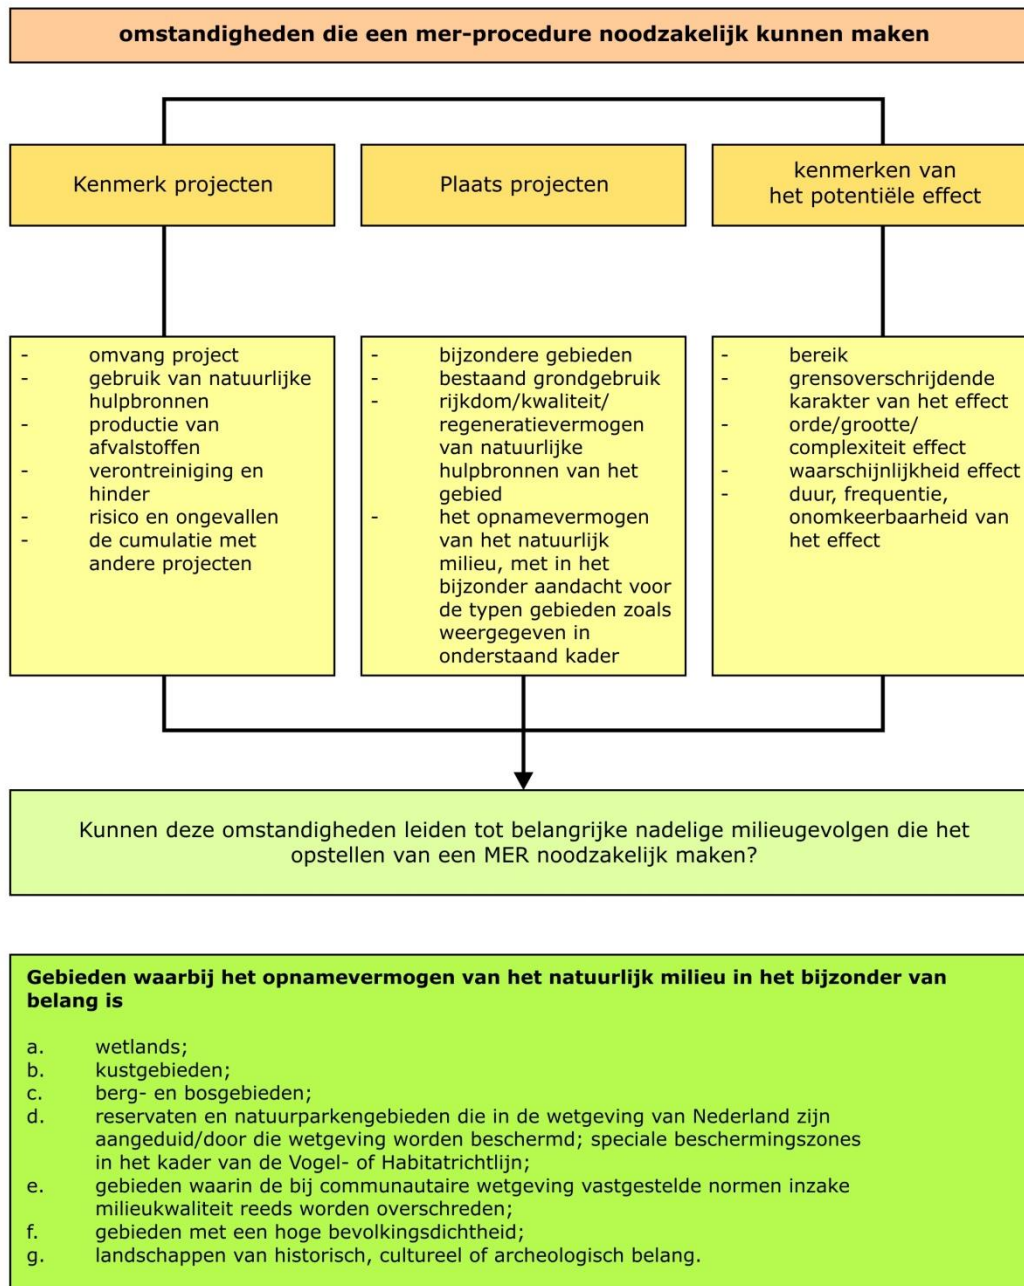 omstandigheden die een mer-procedure noodzakelijk kunnen maken
Kenmerk projecten
Plaats projecten
kenmerken van
het potentiële effect
- omvang project
- gebruik van natuurlijke
hulpbronnen
- productie van
afvalstoffen
- verontreiniging en
hinder
- risico en ongevallen
- de cumulatie met
andere projecten
- bijzondere gebieden
- bestaand grondgebruik
- rijkdom/kwaliteit/
regeneratievermogen
van natuurlijke
hulpbronnen van het
gebied
- het opnamevermogen
van het natuurlijk
milieu, met in het
bijzonder aandacht voor
de typen gebieden zoals
weergegeven in
onderstaand kader
- bereik
- grensoverschrijdende
karakter van het effect
- orde/grootte/
complexiteit effect
- waarschijnlijkheid effect
- duur, frequentie,
onomkeerbaarheid van
het effect
Kunnen deze omstandigheden leiden tot belangrijke nadelige milieugevolgen die het
opstellen van een MER noodzakelijk maken?
Gebieden waarbij het opnamevermogen van het natuurlijk milieu in het bijzonder van
belang is
a. wetlands;
b. kustgebieden;
c. berg- en bosgebieden;
d. reservaten en natuurparkengebieden die in de wetgeving van Nederland zijn
aangeduid/door die wetgeving worden beschermd; speciale beschermingszones
in het kader van de Vogel- of Habitatrichtlijn;
e. gebieden waarin de bij communautaire wetgeving vastgestelde normen inzake
milieukwaliteit reeds worden overschreden;
f. gebieden met een hoge bevolkingsdichtheid;
g. landschappen van historisch, cultureel of archeologisch belang.